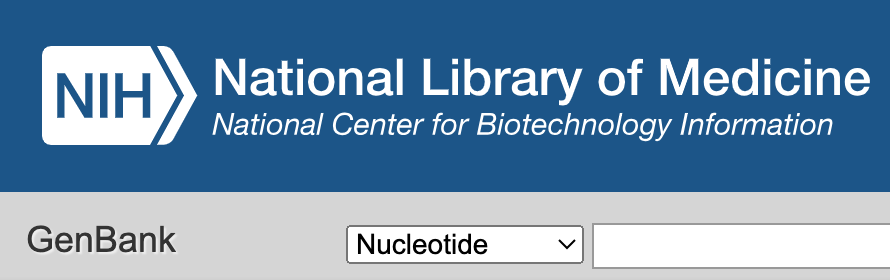 NIH
National Library of Medicine
National Center for Biotechnology Information
GenBank
Nucleotide